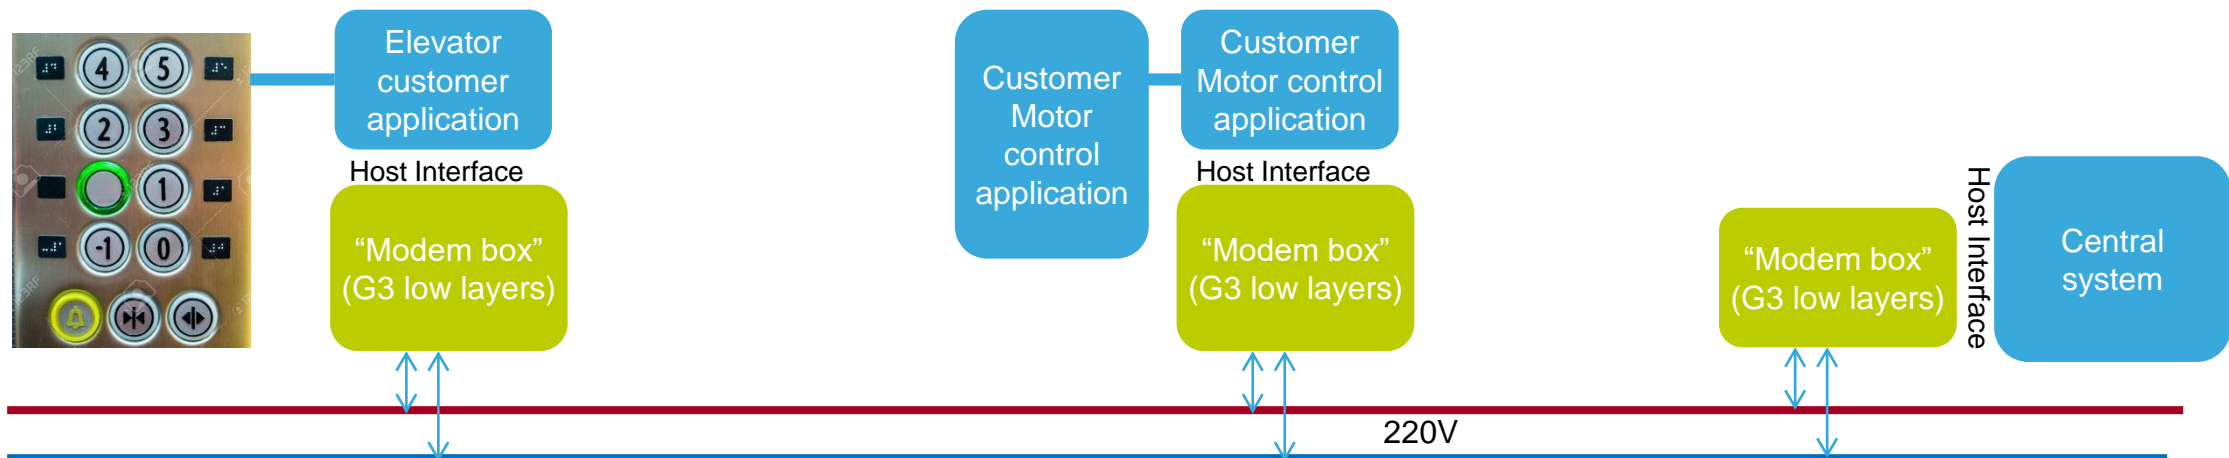 4 5
2 3
1
-1 0
123RF
Elevator
customer
application
Host Interface
“Modem box”
(G3 low layers)
Customer
Motor
control
application
Customer
Motor control
application
Host Interface
“Modem box”
(G3 low layers)
“Modem box”
(G3 low layers)
Host Interface
Central
system
220V